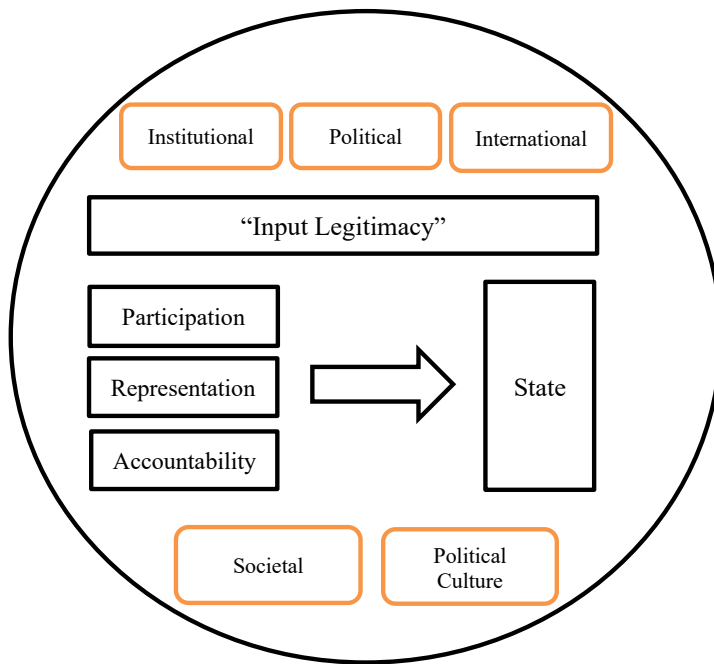 Institutional
Political
International
“Input Legitimacy”
Participation
Representation
Accountability
State
Societal
Political
Culture